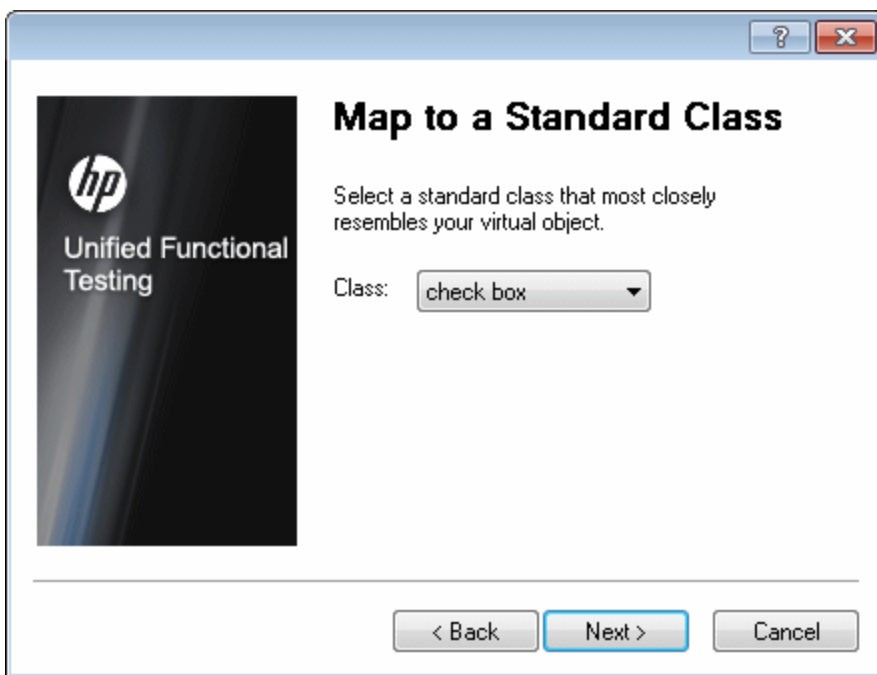 ?
X
hp
Unified Functional
Testing
Map to a Standard Class
Select a standard class that most closely
resembles your virtual object.
Class: check box
< Back Next > Cancel